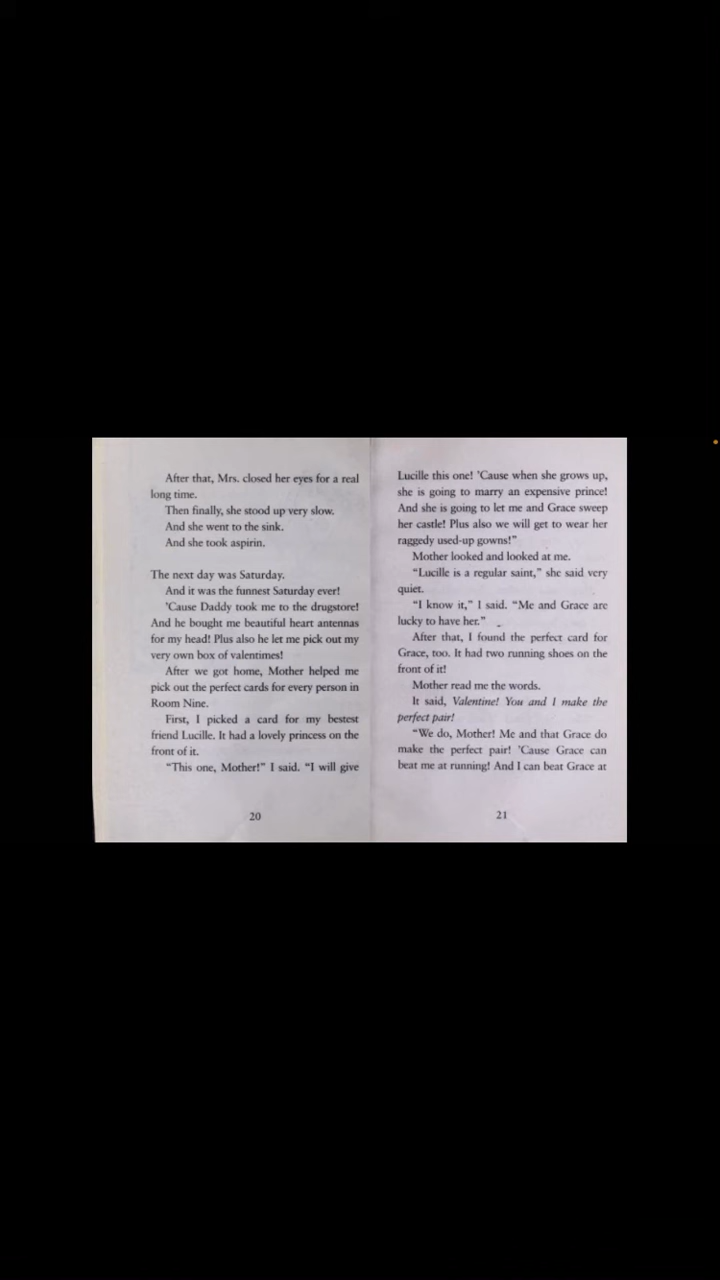 After that, Mrs. closed her eyes for a real
long time.
Then finally, she stood up very slow.
And she went to the sink.
And she took aspirin.
The next day was Saturday.
And it was the funnest Saturday ever!
'Cause Daddy took me to the drugstore!
And he bought me beautiful heart antennas
for my head! Plus also he let me pick out my
very own box of valentimes!
After we got home, Mother helped me
pick out the perfect cards for every person in
Room Nine.
First, I picked a card for my bestest
friend Lucille. It had a lovely princess on the
front of it.
“This one, Mother!” I said. “I will give
20
Lucille this one! 'Cause when she grows up,
she is going to marry an expensive prince!
And she is going to let me and Grace sweep
her castle! Plus also we will get to wear her
raggedy used-up gowns!”
Mother looked and looked at me.
“Lucille is a regular saint,” she said very
quiet.
“I know it,” I said. “Me and Grace are
lucky to have her.”
After that, I found the perfect card for
Grace, too. It had two running shoes on the
front of it!
Mother read me the words.
It said, Valentine! You and I make the
perfect pair!
“We do, Mother! Me and that Grace do
make the perfect pair! 'Cause Grace can
beat me at running! And I can beat Grace at
21